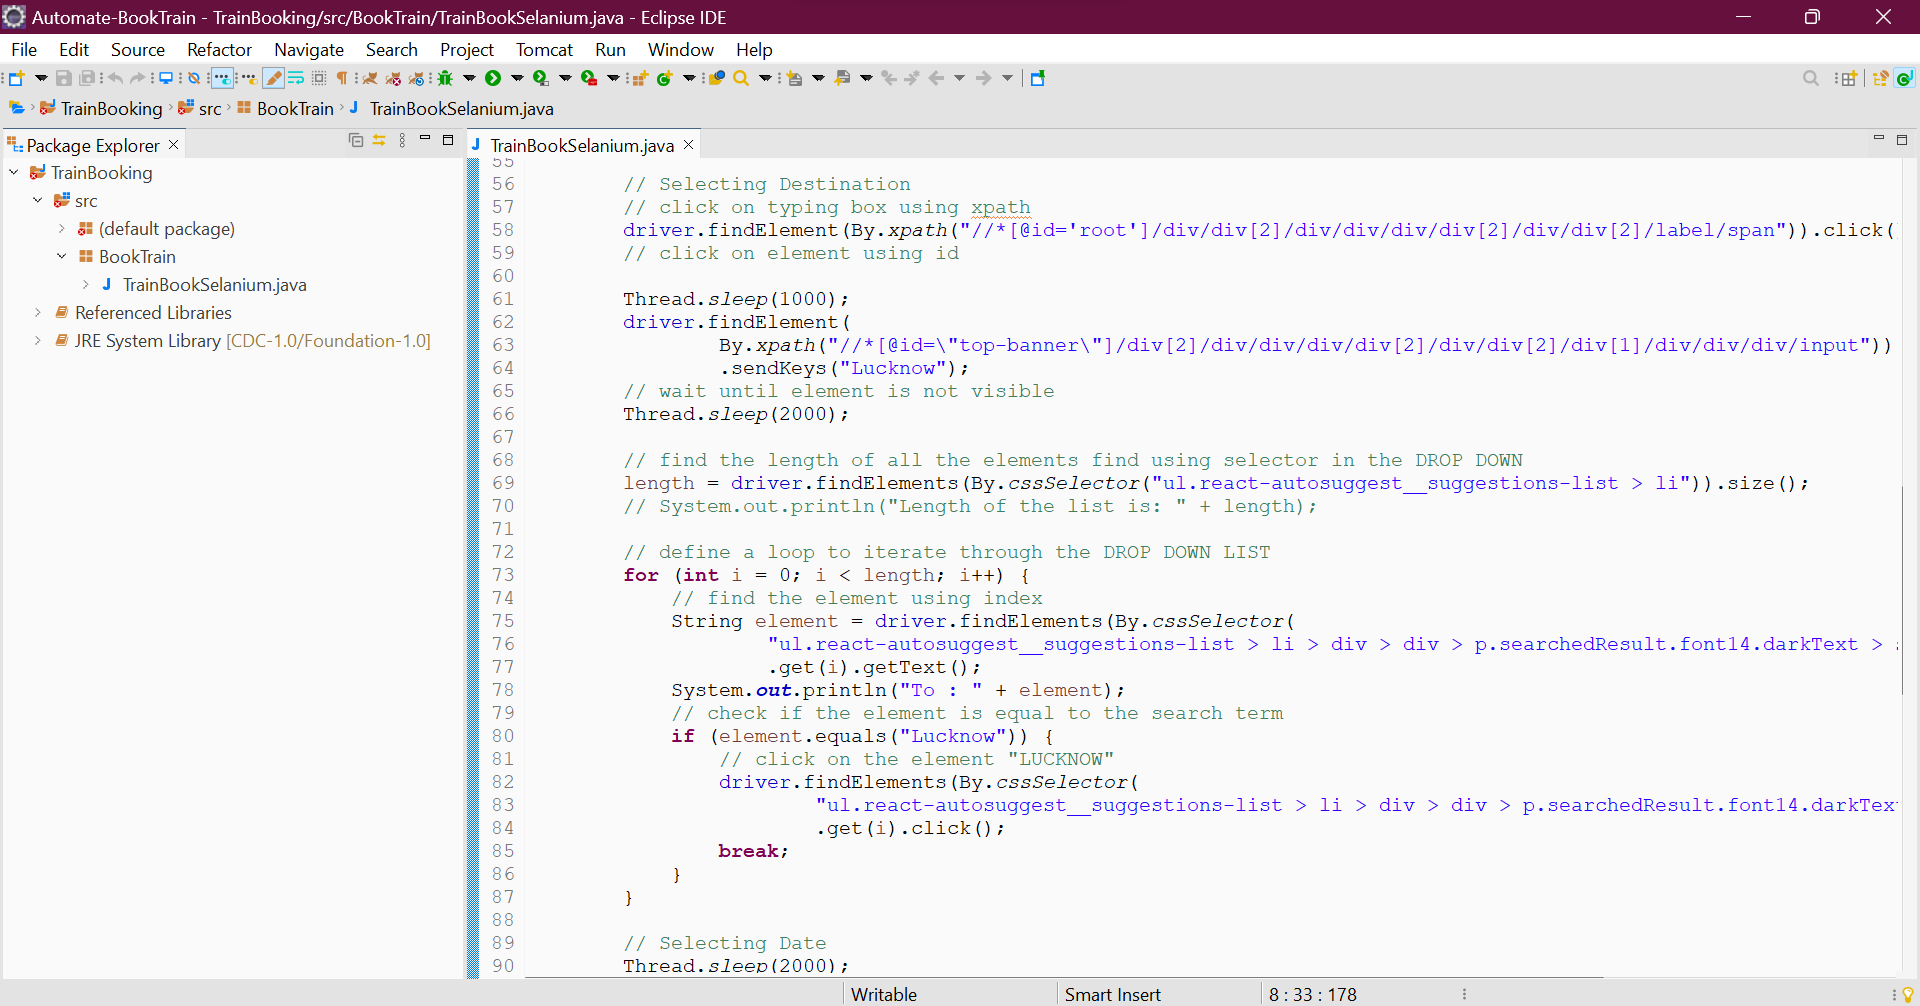 Automate-BookTrain - TrainBooking/src/BookTrain/TrainBookSelanium.java - Eclipse IDE
File Edit Source Refactor Navigate Search Project Tomcat Run Window Help
TrainBooking src BookTrain TrainBookSelanium.java
Package Explorer
TrainBooking
src
(default package)
BookTrain
TrainBookSelanium.java
Referenced Libraries
JRE System Library [CDC-1.0/Foundation-1.0]
TrainBookSelanium.java
55
56 // Selecting Destination
57 // click on typing box using xpath
58 driver.findElement(By.xpath("//*[@id='root']/div/div[2]/div/div/div/div[2]/div/div[2]/label/span")).click(
59 // click on element using id
60
61 Thread.sleep(1000);
62 driver.findElement(
63 By.xpath("//*[@id=\"top-banner\"]/div[2]/div/div/div/div[2]/div/div[2]/div[1]/div/div/div/input"))
64 .sendKeys("Lucknow");
65 // wait until element is not visible
66 Thread.sleep(2000);
67
68 // find the length of all the elements find using selector in the DROP DOWN
69 length = driver.findElements(By.cssSelector("ul.react-autosuggest__suggestions-list > li")).size();
70 // System.out.println("Length of the list is: " + length);
71
72 // define a loop to iterate through the DROP DOWN LIST
73 for (int i = 0; i < length; i++) {
74 // find the element using index
75 String element = driver.findElements(By.cssSelector(
76 "ul.react-autosuggest__suggestions-list > li > div > div > p.searchedResult.font14.darkText >
77 .get(i).getText();
78 System.out.println("To : " + element);
79 // check if the element is equal to the search term
80 if (element.equals("Lucknow")) {
81 // click on the element "LUCKNOW"
82 driver.findElements(By.cssSelector(
83 "ul.react-autosuggest__suggestions-list > li > div > div > p.searchedResult.font14.darkTex
84 .get(i).click();
85 break;
86 }
87 }
88
89 // Selecting Date
90 Thread.sleep(2000);
Writable Smart Insert 8 : 33 : 178